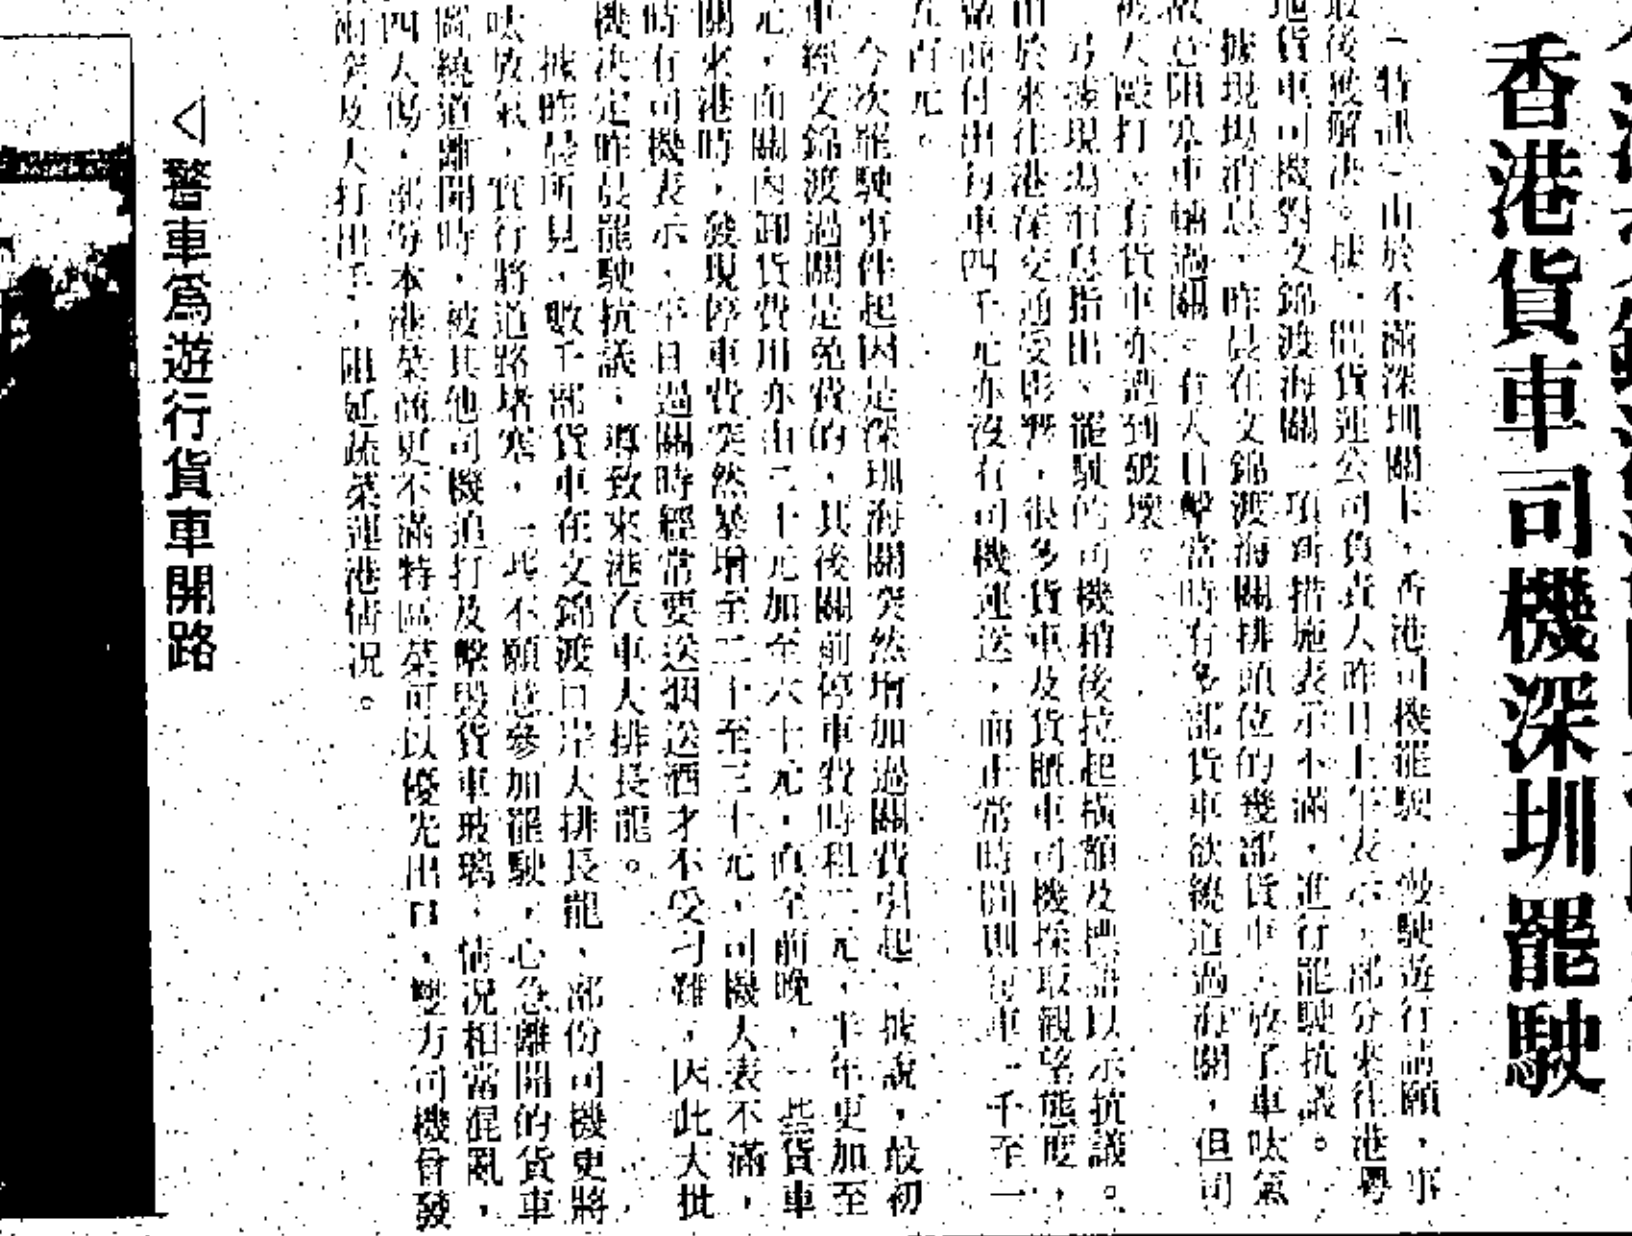 香港貨車司機深圳罷駛
（特訊）由於不滿深圳關卡，香港司機罷駛，慢駛遊行請願，事
最後獲解決。據一間貨運公司負責人昨日上午表示，部分來往港粵
地貨車司機對文錦渡海關一項新措施表示不滿，進行罷駛抗議。
據現場消息，昨晨在文錦渡海關排頭位的幾部貨車，放了車呔氣
故意阻塞車輛過關。有人目擊當時有多部貨車欲繞道過海關，但司
被人毆打，有貨車亦遭到破壞。
尋據現場消息指出，罷駛的司機稍後拉起橫額及標語以示抗議。
由於來往港深交通受影響，很多貨車及貨櫃車司機採取觀望態度，
商付出每車四千元亦沒有司機運送，而正常時間則每車一千至一
五百元。
今次罷駛事件起因是深圳海關突然增加過關費引起，據說，最初
車經文錦渡過關是免費的，其後關前停車費時租二元，半年更加至
元，而關內卸貨費用亦由二十元加至六十元，直至前晚，一些貨車
關來港時，發現停車費突然暴增至二十至三十元，司機大表不滿，
時有司機表示，平日過關時經常要送烟送酒才不受刁難，因此大批
機決定昨晨罷駛抗議，導致來港汽車大排長龍。
據昨晨所見，數千部貨車在文錦渡口岸大排長龍，部份司機更將
呔放氣，實行將道路堵塞，一些不願意參加罷駛，心急離開的貨車
圖繞道離開時，被其他司機追打及擊毀貨車玻璃，情況相當混亂，
四人傷，部份本港菜商更不滿特區菜可以優先出口，雙方司機曾發
衝突及大打出手，阻延蔬菜運港情況。
◁警車為遊行貨車開路